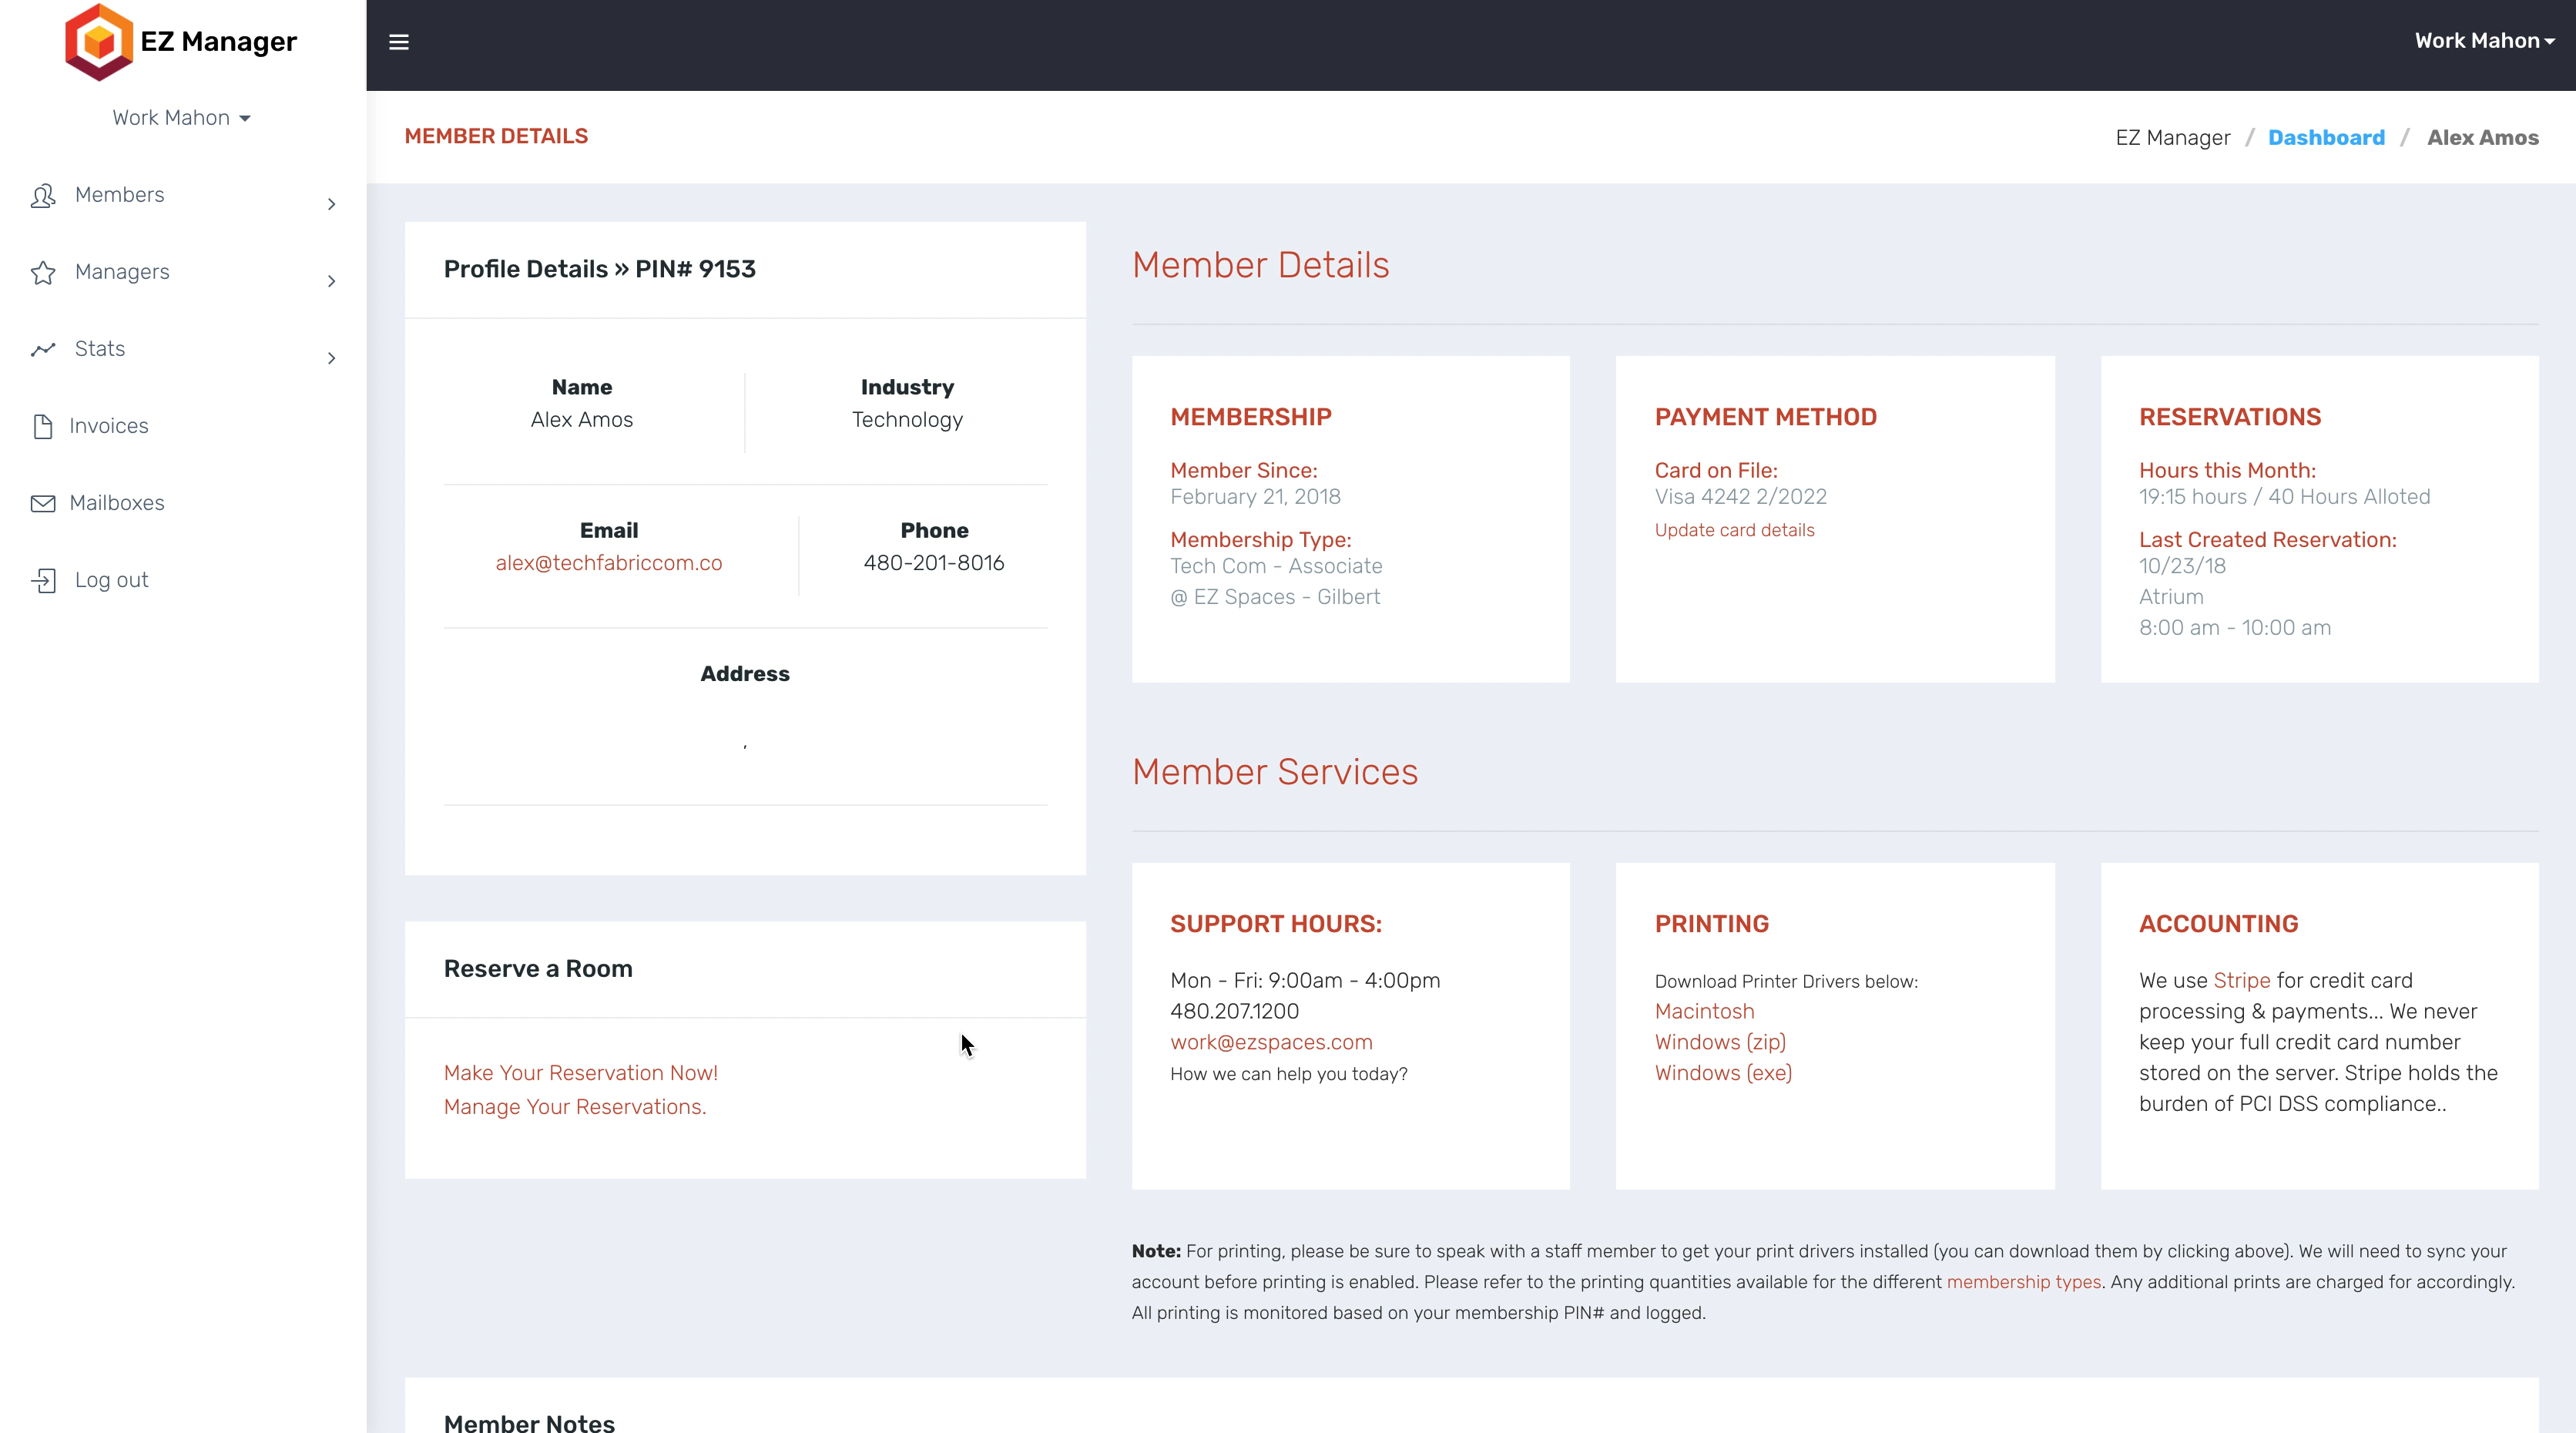 EZ Manager
Work Mahon
Work Mahon
Members
Managers
Stats
Invoices
Mailboxes
Log out
MEMBER DETAILS
EZ Manager / Dashboard / Alex Amos
Profile Details » PIN# 9153
Name
Alex Amos
Industry
Technology
Email
alex@techfabriccom.co
Phone
480-201-8016
Address
,
Reserve a Room
Make Your Reservation Now!
Manage Your Reservations.
Member Details
MEMBERSHIP
Member Since:
February 21, 2018
Membership Type:
Tech Com - Associate
@ EZ Spaces - Gilbert
PAYMENT METHOD
Card on File:
Visa 4242 2/2022
Update card details
RESERVATIONS
Hours this Month:
19:15 hours / 40 Hours Alloted
Last Created Reservation:
10/23/18
Atrium
8:00 am - 10:00 am
Member Services
SUPPORT HOURS:
Mon - Fri: 9:00am - 4:00pm
480.207.1200
work@ezspaces.com
How we can help you today?
PRINTING
Download Printer Drivers below:
Macintosh
Windows (zip)
Windows (exe)
ACCOUNTING
We use Stripe for credit card
processing & payments... We never
keep your full credit card number
stored on the server. Stripe holds the
burden of PCI DSS compliance..
Note: For printing, please be sure to speak with a staff member to get your print drivers installed (you can download them by clicking above). We will need to sync your
account before printing is enabled. Please refer to the printing quantities available for the different membership types. Any additional prints are charged for accordingly.
All printing is monitored based on your membership PIN# and logged.
Member Notes